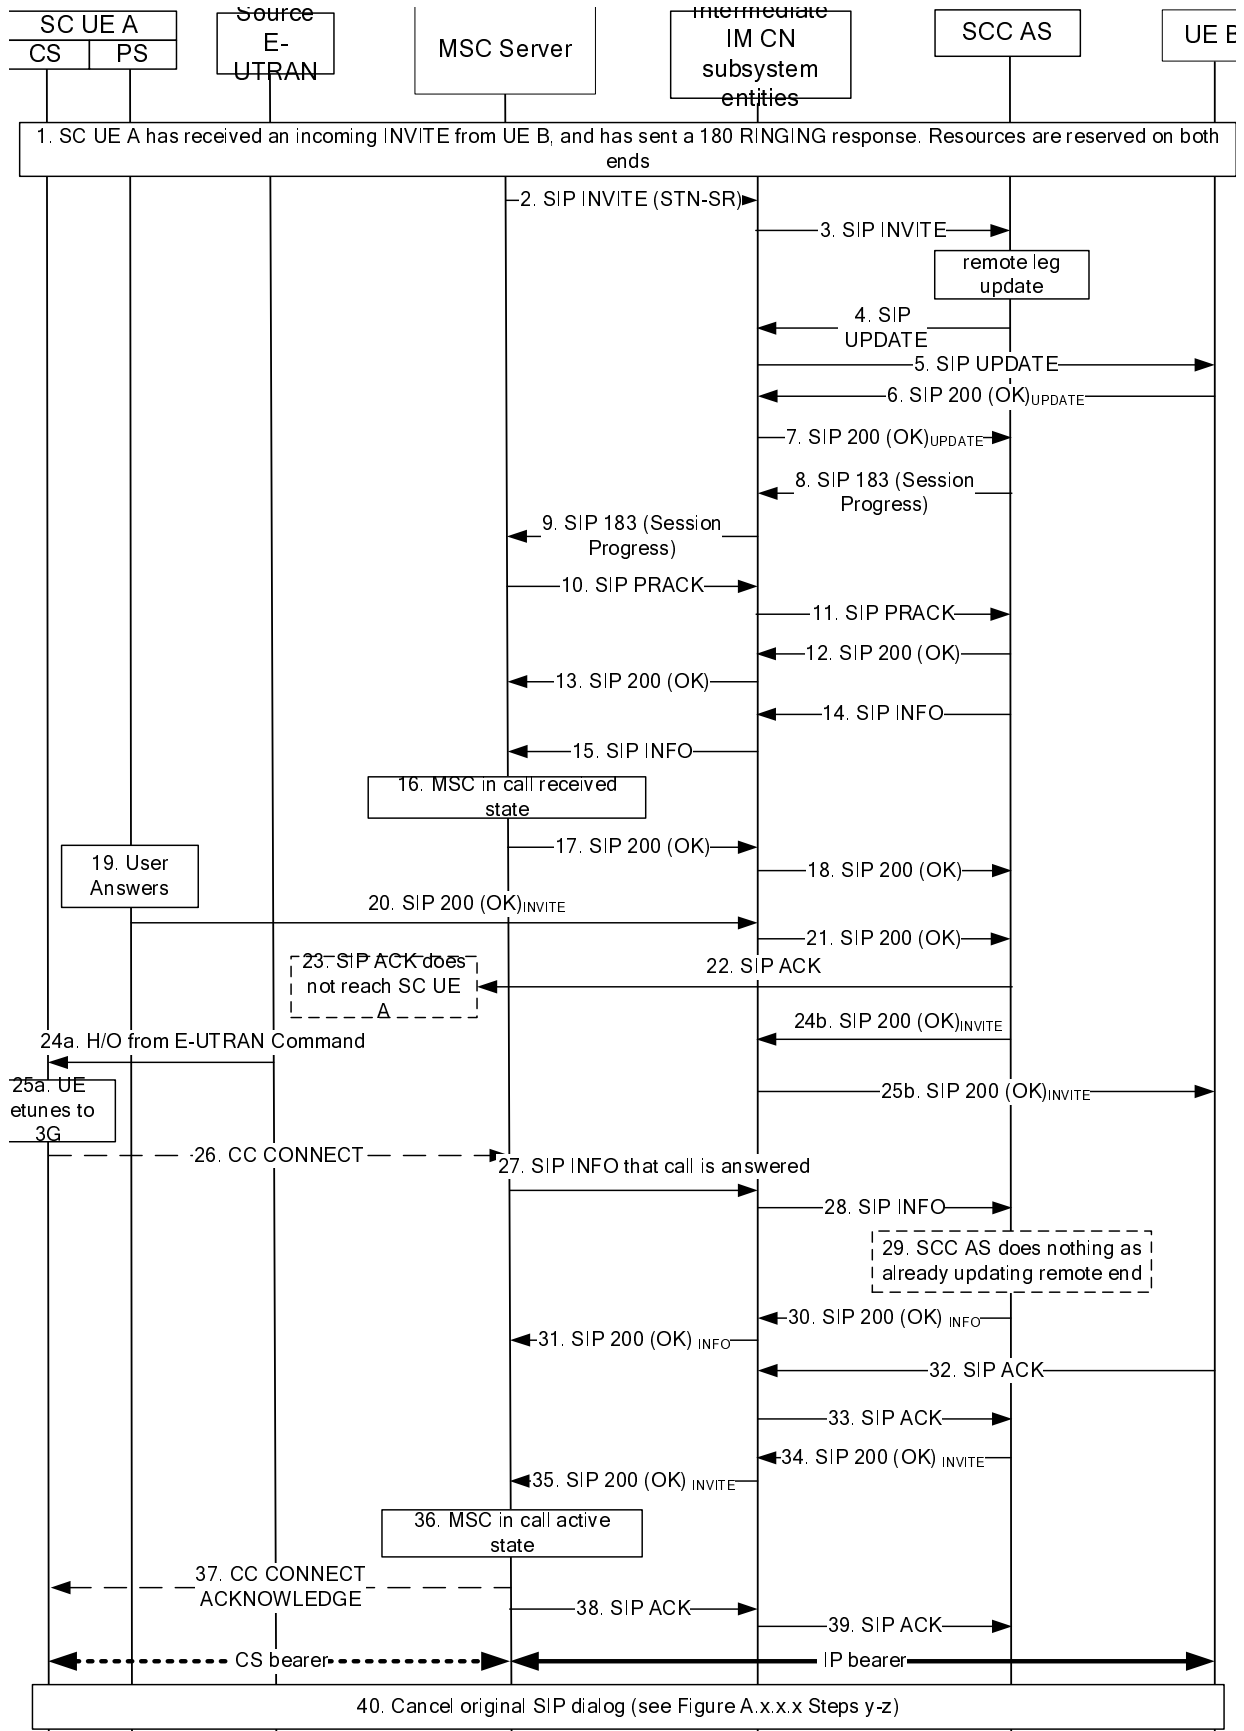 SC UE A
CS
PS
Source
E-
UTRAN
MSC Server
Intermediate
IM CN
subsystem
entities
SCC AS
UE B
1. SC UE A has received an incoming INVITE from UE B, and has sent a 180 RINGING response. Resources are reserved on both
ends
2. SIP INVITE (STN-SR)
3. SIP INVITE
remote leg
update
4. SIP
UPDATE
5. SIP UPDATE
6. SIP 200 (OK)UPDATE
7. SIP 200 (OK)UPDATE
8. SIP 183 (Session
Progress)
9. SIP 183 (Session
Progress)
10. SIP PRACK
11. SIP PRACK
12. SIP 200 (OK)
13. SIP 200 (OK)
14. SIP INFO
15. SIP INFO
16. MSC in call received
state
17. SIP 200 (OK)
18. SIP 200 (OK)
19. User
Answers
20. SIP 200 (OK)INVITE
21. SIP 200 (OK)
22. SIP ACK
23. SIP ACK does
not reach SC UE
A
24b. SIP 200 (OK)INVITE
24a. H/O from E-UTRAN Command
25a. UE
etunes to
3G
25b. SIP 200 (OK)INVITE
26. CC CONNECT
27. SIP INFO that call is answered
28. SIP INFO
29. SCC AS does nothing as
already updating remote end
30. SIP 200 (OK) INFO
31. SIP 200 (OK) INFO
32. SIP ACK
33. SIP ACK
34. SIP 200 (OK) INVITE
35. SIP 200 (OK) INVITE
36. MSC in call active
state
37. CC CONNECT
ACKNOWLEDGE
38. SIP ACK
39. SIP ACK
CS bearer
IP bearer
40. Cancel original SIP dialog (see Figure A.x.x.x Steps y-z)